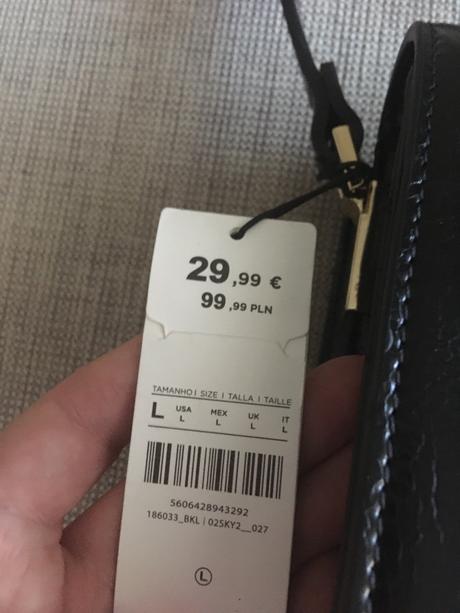 29,99 €
99,99 PLN
TAMANHO I SIZE I TALLA I TAILLE
L USA L MEX L UK L IT L
5606428943292
186033_BKL | 025KY2__027
L